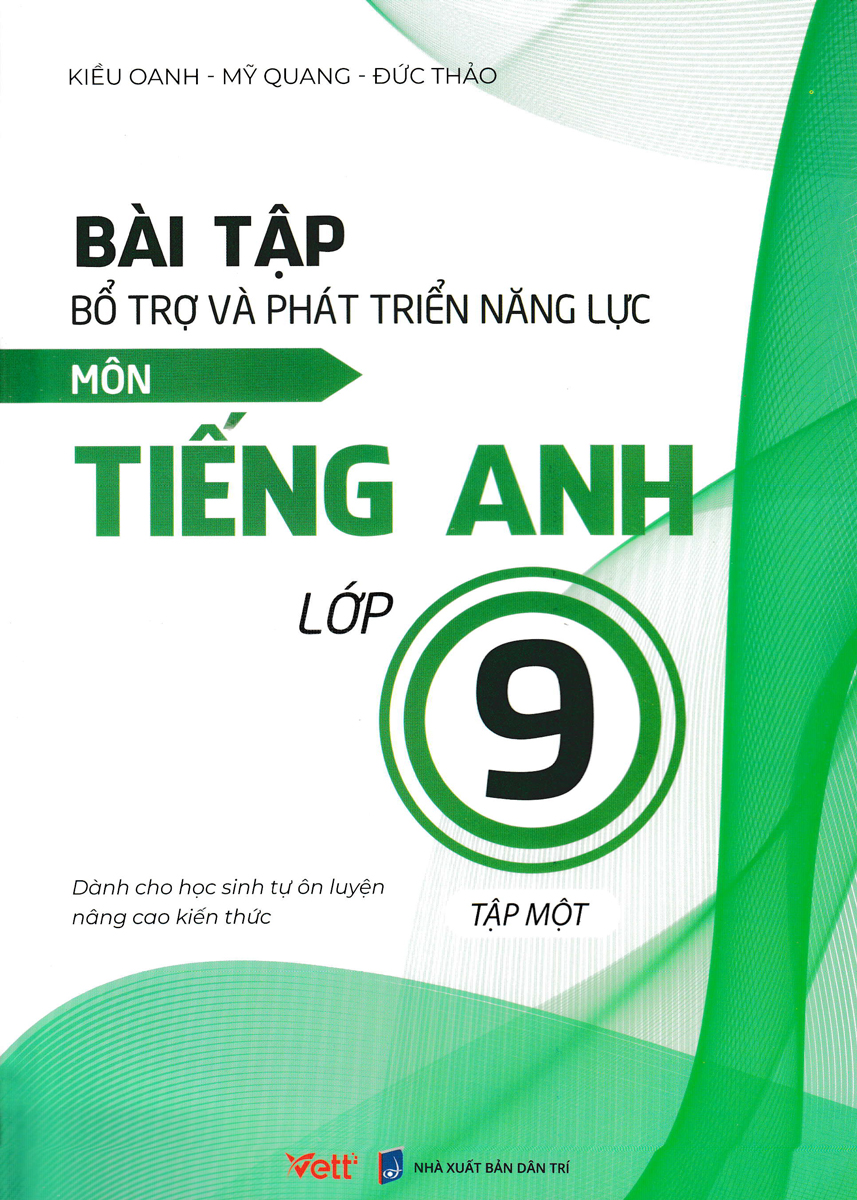 KIỀU OANH - MỸ QUANG - ĐỨC THẢO
BÀI TẬP
BỔ TRỢ VÀ PHÁT TRIỂN NĂNG LỰC
MÔN
TIẾNG ANH
LỚP
9
Dành cho học sinh tự ôn luyện
nâng cao kiến thức
TẬP MỘT
vett
NHÀ XUẤT BẢN DÂN TRÍ